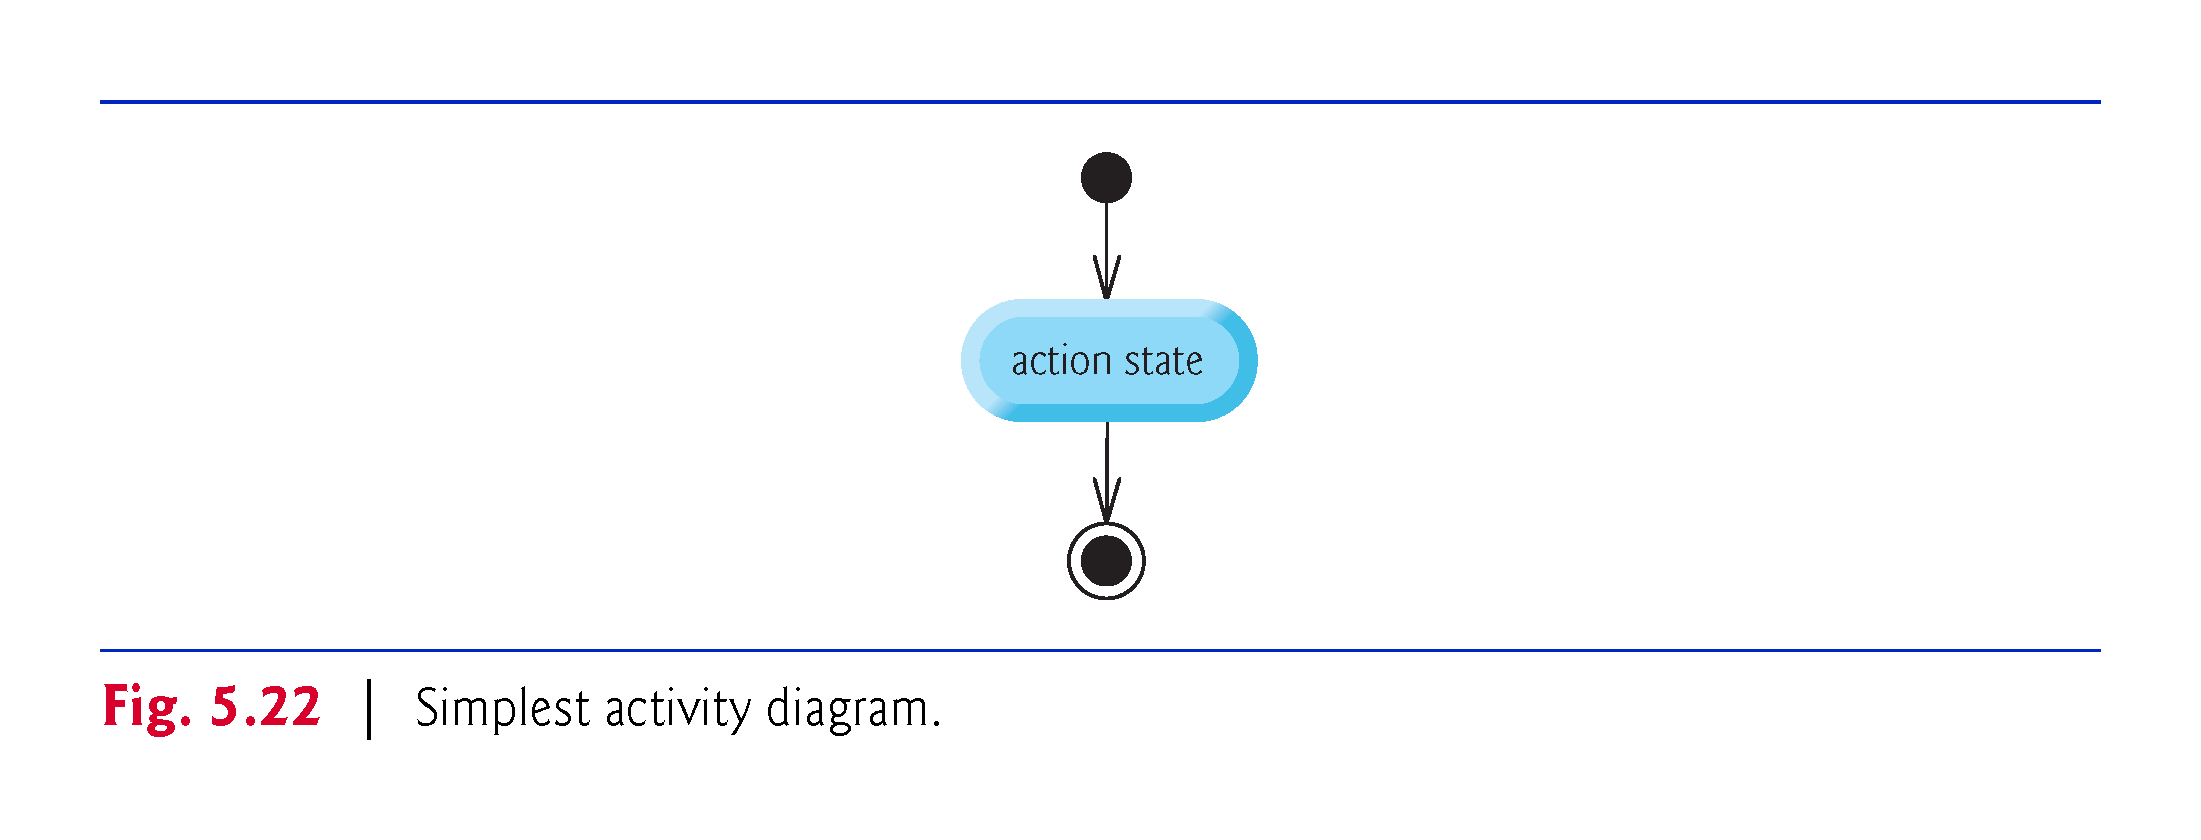 action state
Fig. 5.22 | Simplest activity diagram.